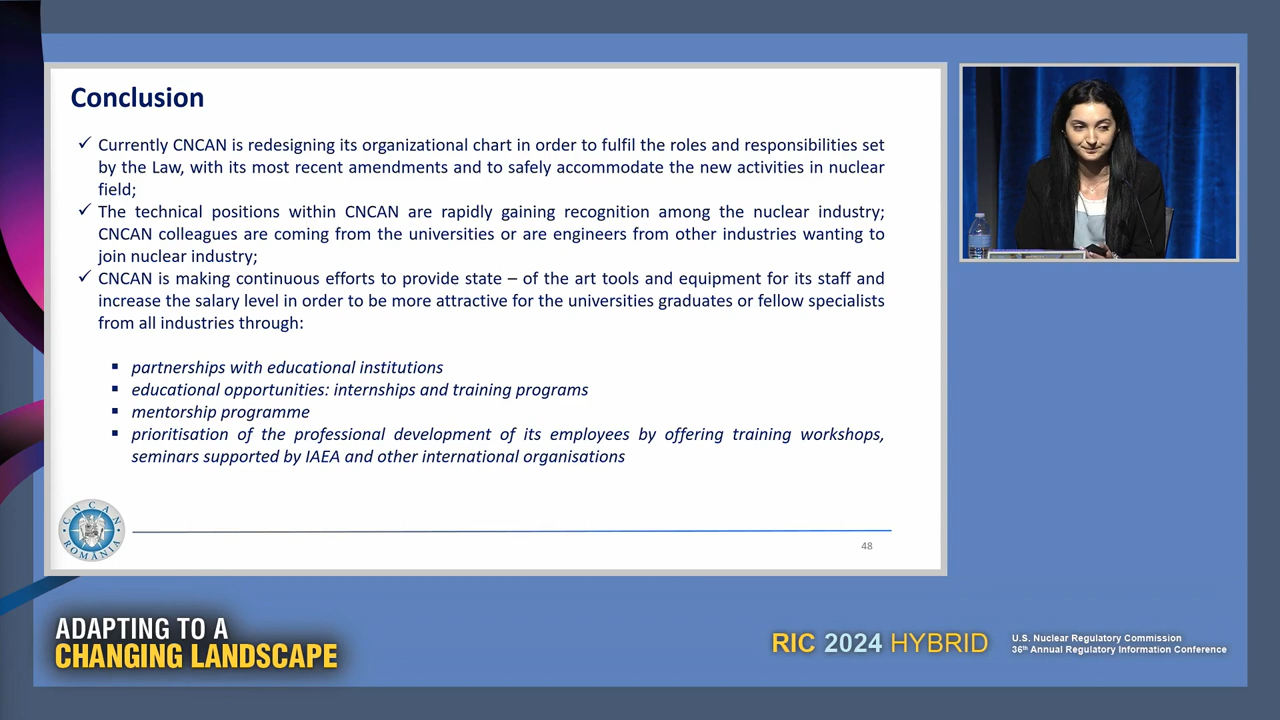 Conclusion
✓ Currently CNCAN is redesigning its organizational chart in order to fulfil the roles and responsibilities set
by the Law, with its most recent amendments and to safely accommodate the new activities in nuclear
field;
✓ The technical positions within CNCAN are rapidly gaining recognition among the nuclear industry;
CNCAN colleagues are coming from the universities or are engineers from other industries wanting to
join nuclear industry;
✓ CNCAN is making continuous efforts to provide state – of the art tools and equipment for its staff and
increase the salary level in order to be more attractive for the universities graduates or fellow specialists
from all industries through:
▪ partnerships with educational institutions
▪ educational opportunities: internships and training programs
▪ mentorship programme
▪ prioritisation of the professional development of its employees by offering training workshops,
seminars supported by IAEA and other international organisations
CNCAN
ROMÂNIA
48
ADAPTING TO A
CHANGING LANDSCAPE
RIC 2024 HYBRID
U.S. Nuclear Regulatory Commission
36th Annual Regulatory Information Conference